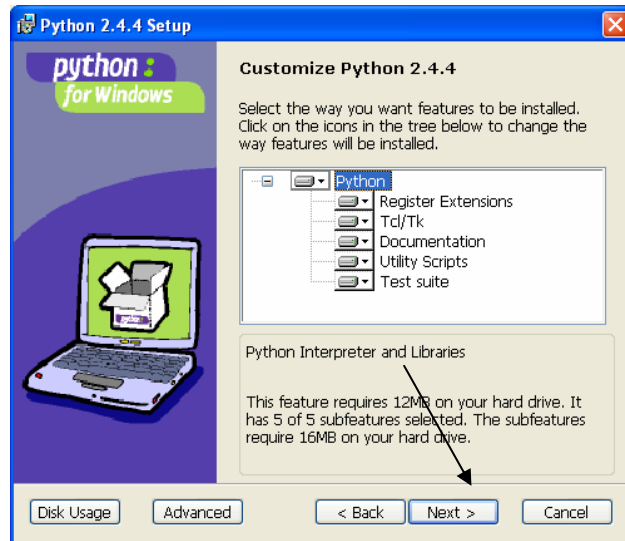 Python 2.4.4 Setup
python
for Windows
Customize Python 2.4.4
Select the way you want features to be installed.
Click on the icons in the tree below to change the
way features will be installed.
Python
Register Extensions
Tcl/Tk
Documentation
Utility Scripts
Test suite
Python Interpreter and Libraries
This feature requires 12MB on your hard drive. It
has 5 of 5 subfeatures selected. The subfeatures
require 16MB on your hard drive.
Disk Usage
Advanced
< Back
Next >
Cancel